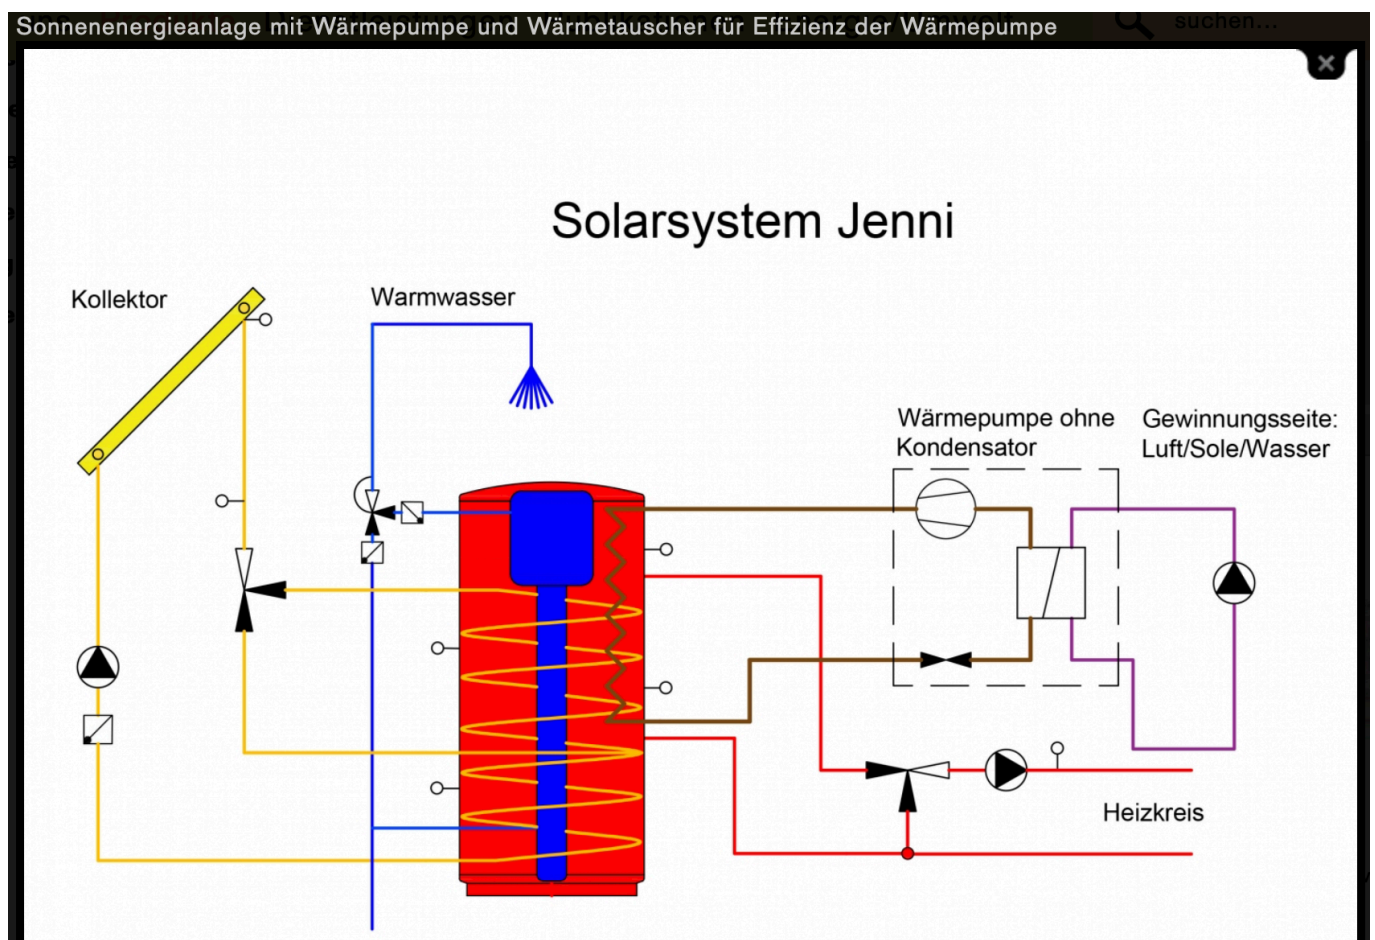 Sonnenenergieanlage mit Wärmepumpe und Wärmetauscher für Effizienz der Wärmepumpe
suchen...
Solarsystem Jenni
Kollektor
Warmwasser
Wärmepumpe ohne
Kondensator
Gewinnungsseite:
Luft/Sole/Wasser
Heizkreis